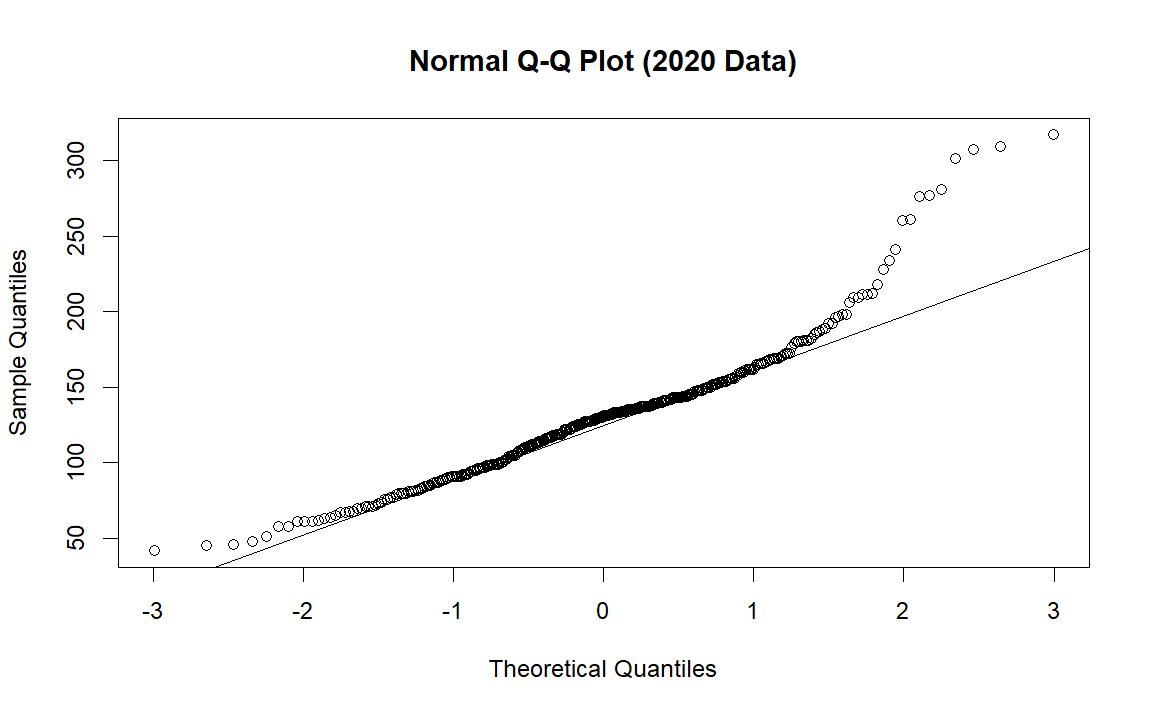 Normal Q-Q Plot (2020 Data)
300
250
200
150
100
50
Sample Quantiles
-3 -2 -1 0 1 2 3
Theoretical Quantiles